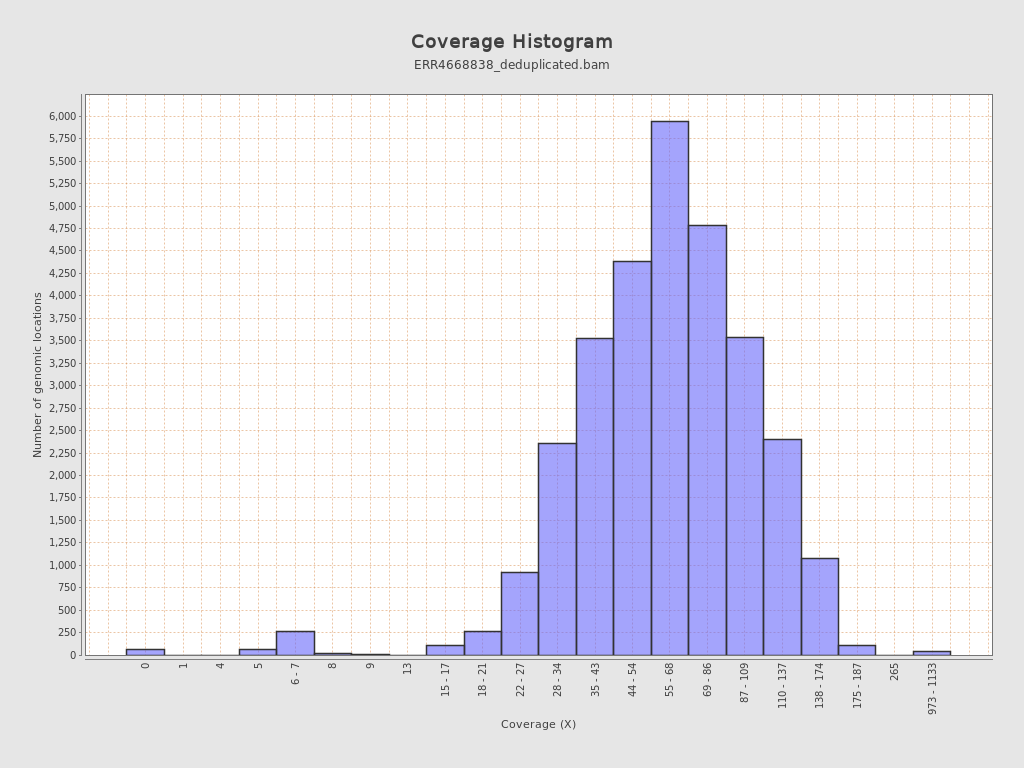 Coverage Histogram
ERR4668838_deduplicated.bam
Number of genomic locations
6,000
5,750
5,500
5,250
5,000
4,750
4,500
4,250
4,000
3,750
3,500
3,250
3,000
2,750
2,500
2,250
2,000
1,750
1,500
1,250
1,000
750
500
250
0
0
1
4
5
6 - 7
8
9
13
15 - 17
18 - 21
22 - 27
28 - 34
35 - 43
44 - 54
55 - 68
69 - 86
87 - 109
110 - 137
138 - 174
175 - 187
265
973 - 1133
Coverage (X)